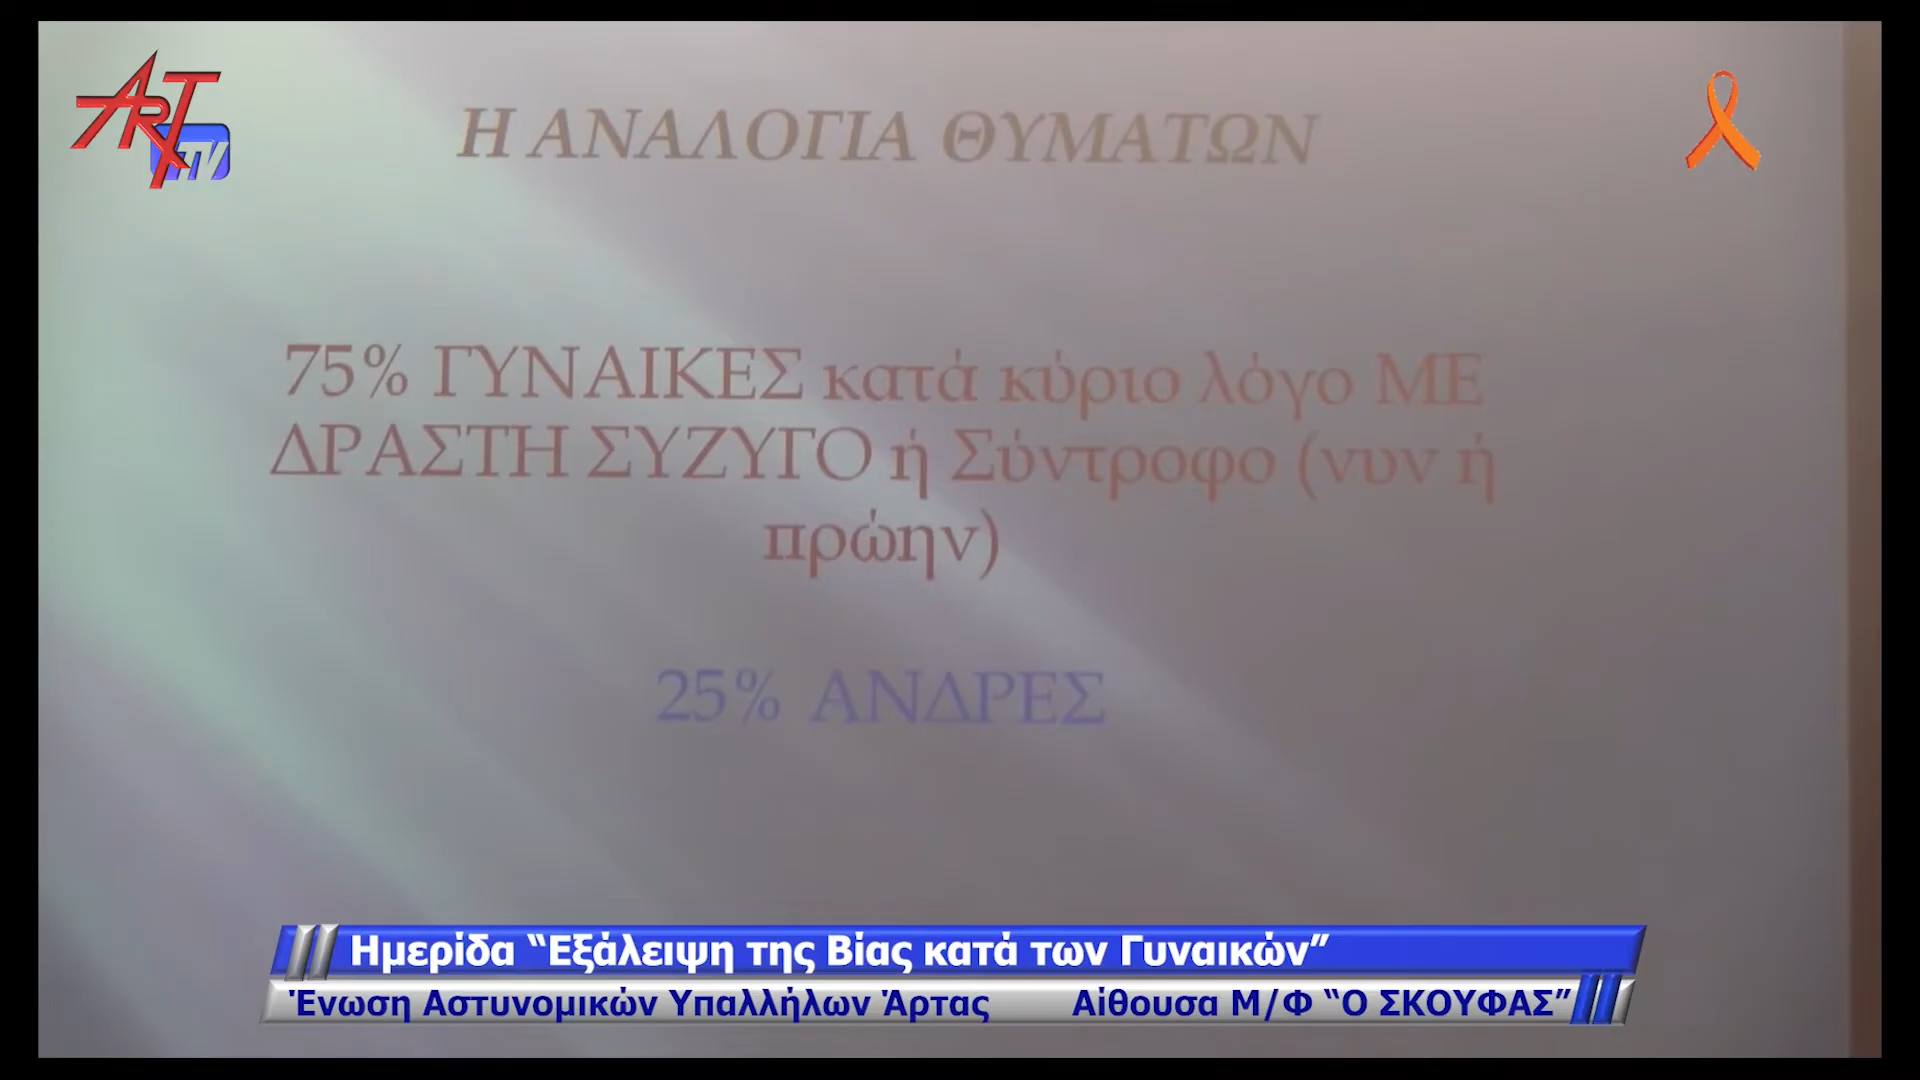 ART TV
Η ΑΝΑΛΟΓΙΑ ΘΥΜΑΤΩΝ
75% ΓΥΝΑΙΚΕΣ κατά κύριο λόγο ΜΕ
ΔΡΑΣΤΗ ΣΥΖΥΓΟ ή Σύντροφο (νυν ή
πρώην)
25% ΑΝΔΡΕΣ
Ημερίδα “Εξάλειψη της Βίας κατά των Γυναικών”
Ένωση Αστυνομικών Υπαλλήλων Άρτας Αίθουσα Μ/Φ “Ο ΣΚΟΥΦΑΣ”